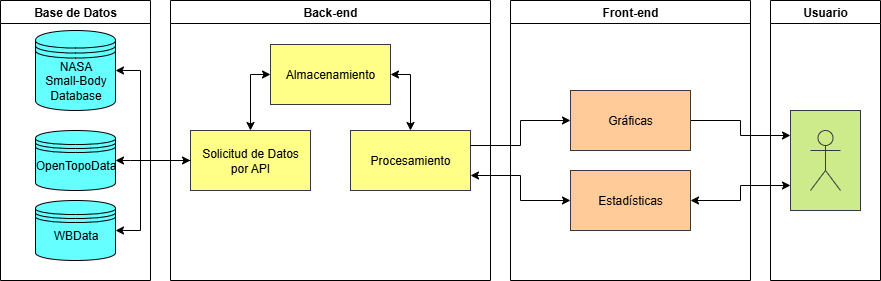 Base de Datos
Back-end
Front-end
Usuario
NASA
Small-Body
Database
OpenTopoData
WBData
Almacenamiento
Solicitud de Datos
por API
Procesamiento
Gráficas
Estadísticas